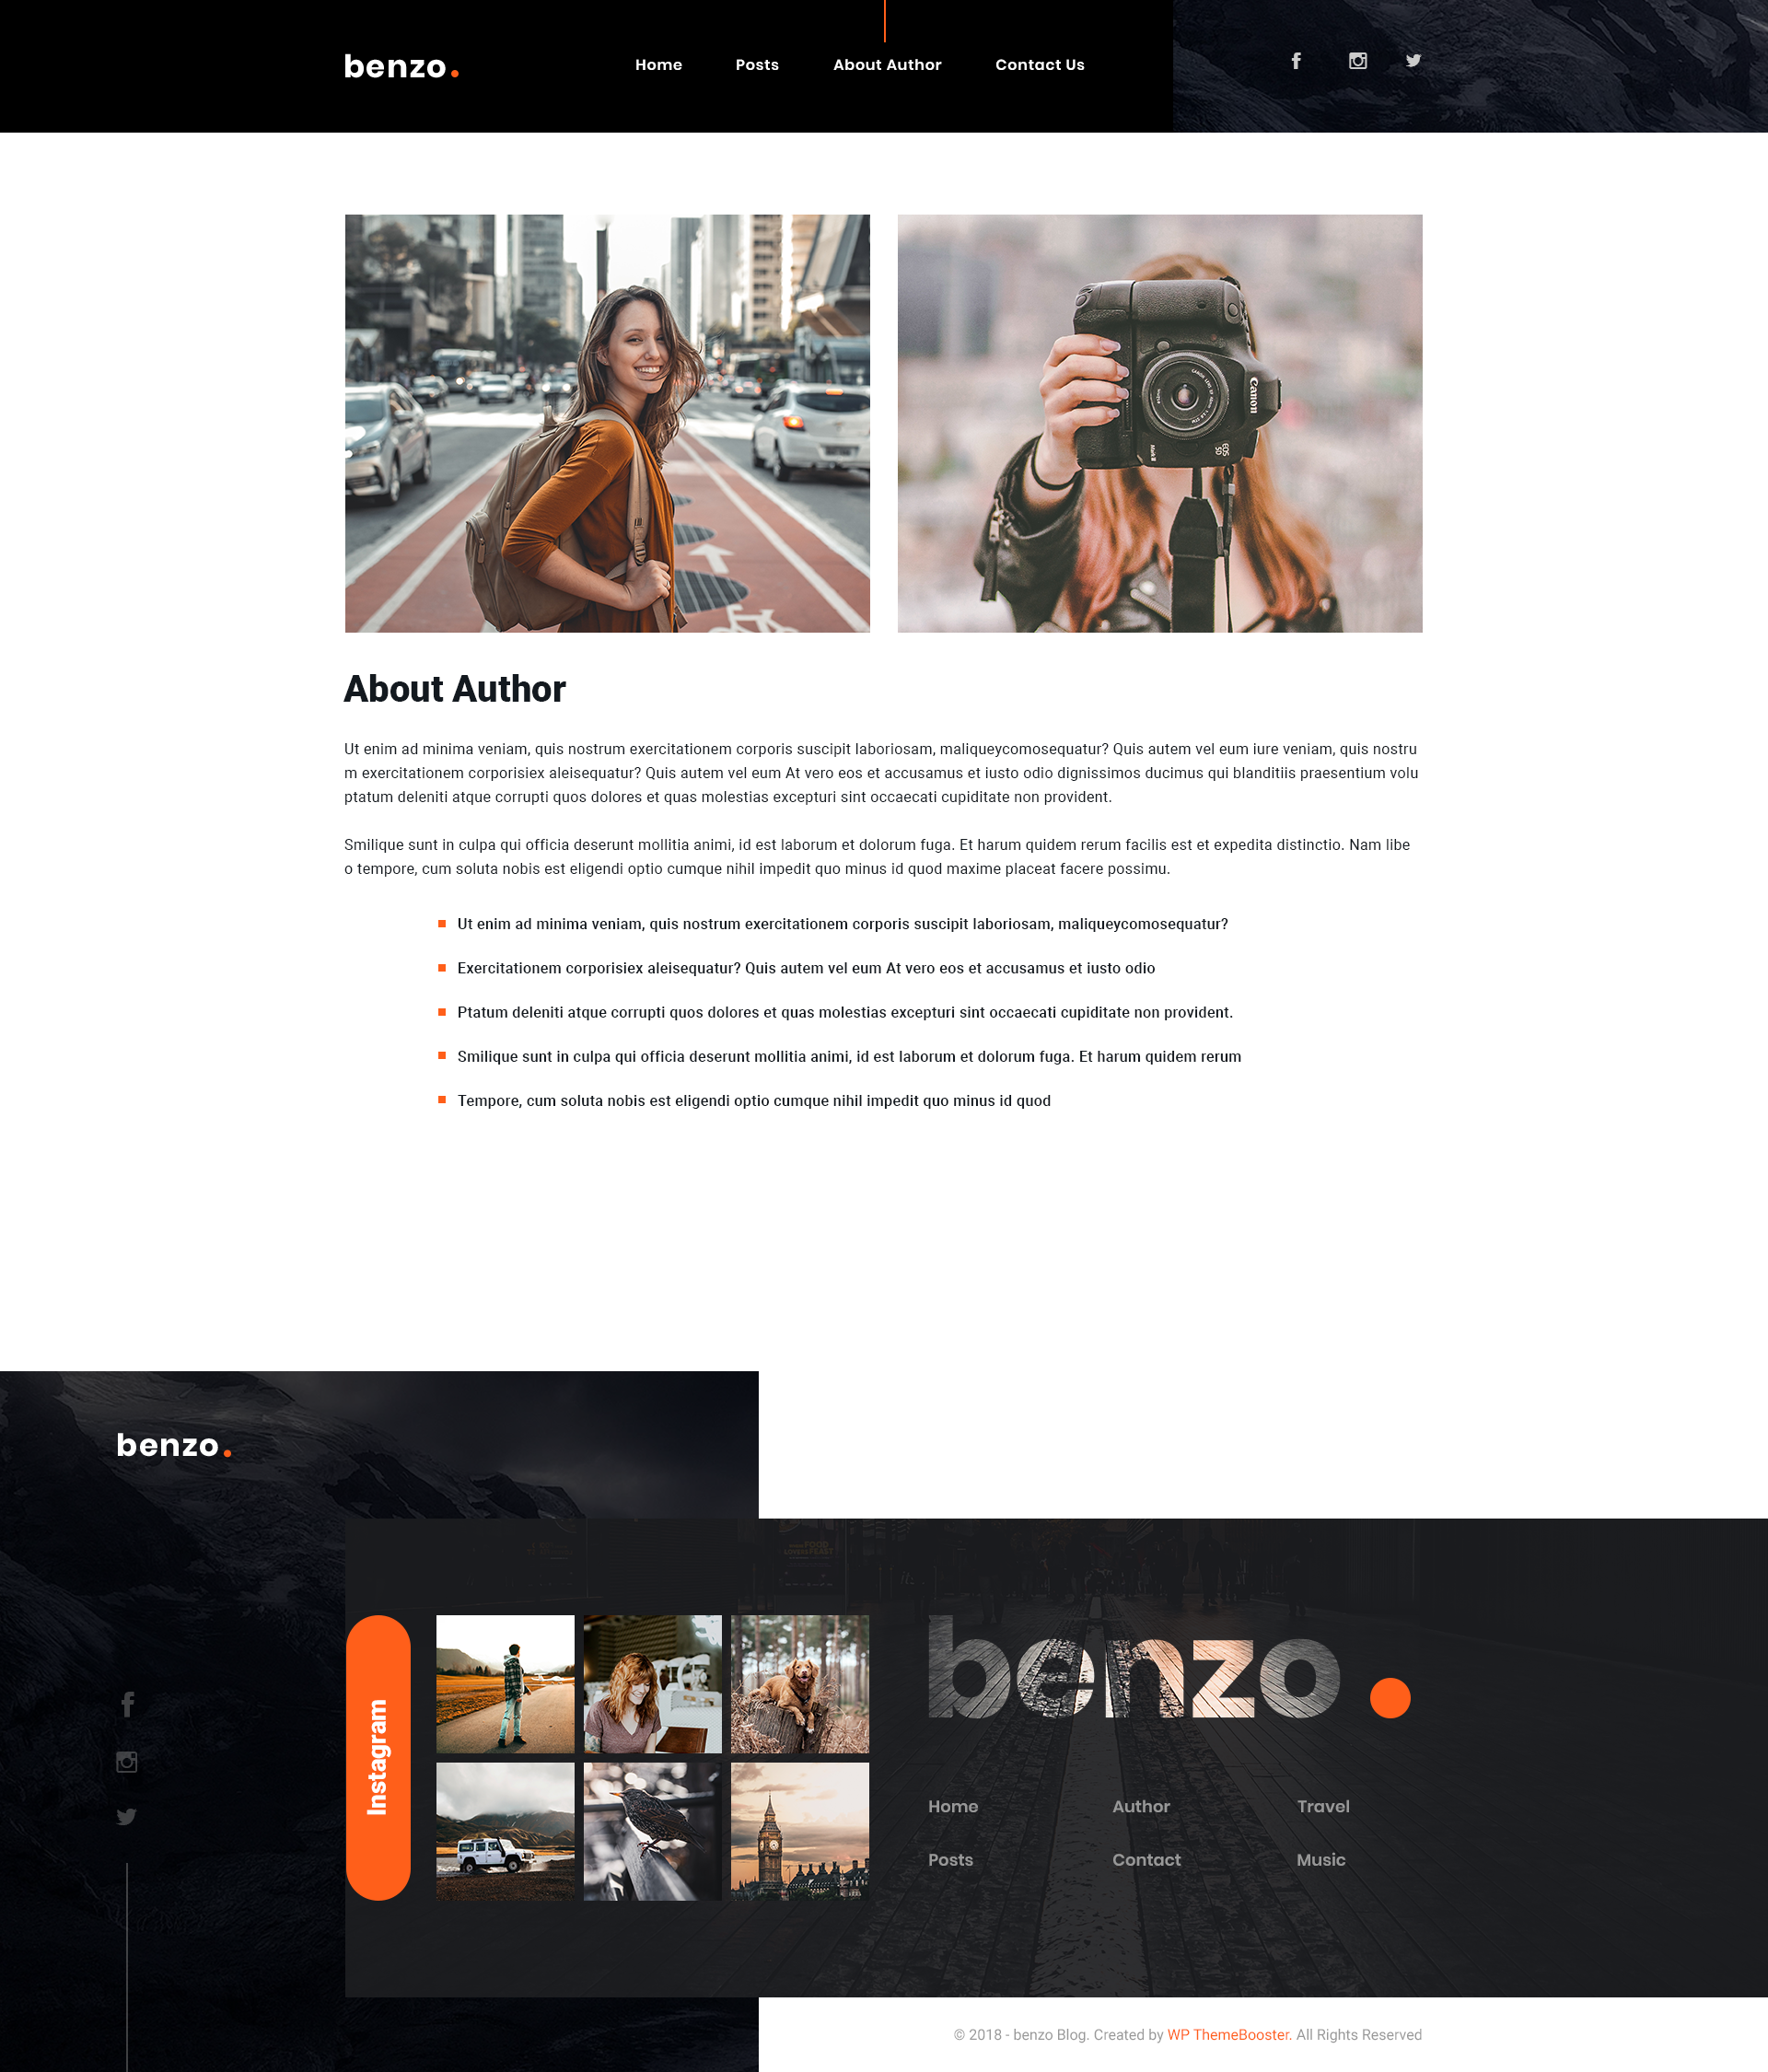 benzo.
Home Posts About Author Contact Us
Canon
EOS
5D
Mark II
About Author
Ut enim ad minima veniam, quis nostrum exercitationem corporis suscipit laboriosam, maliqueycomosequatur? Quis autem vel eum iure veniam, quis nostru
m exercitationem corporisiex aleisequatur? Quis autem vel eum At vero eos et accusamus et iusto odio dignissimos ducimus qui blanditiis praesentium volu
ptatum deleniti atque corrupti quos dolores et quas molestias excepturi sint occaecati cupiditate non provident.
Smilique sunt in culpa qui officia deserunt mollitia animi, id est laborum et dolorum fuga. Et harum quidem rerum facilis est et expedita distinctio. Nam libe
o tempore, cum soluta nobis est eligendi optio cumque nihil impedit quo minus id quod maxime placeat facere possimu.
Ut enim ad minima veniam, quis nostrum exercitationem corporis suscipit laboriosam, maliqueycomosequatur?
Exercitationem corporisiex aleisequatur? Quis autem vel eum At vero eos et accusamus et iusto odio
Ptatum deleniti atque corrupti quos dolores et quas molestias excepturi sint occaecati cupiditate non provident.
Smilique sunt in culpa qui officia deserunt mollitia animi, id est laborum et dolorum fuga. Et harum quidem rerum
Tempore, cum soluta nobis est eligendi optio cumque nihil impedit quo minus id quod
benzo.
Instagram
benzo.
Home Author Travel
Posts Contact Music
© 2018 - benzo Blog. Created by WP ThemeBooster. All Rights Reserved